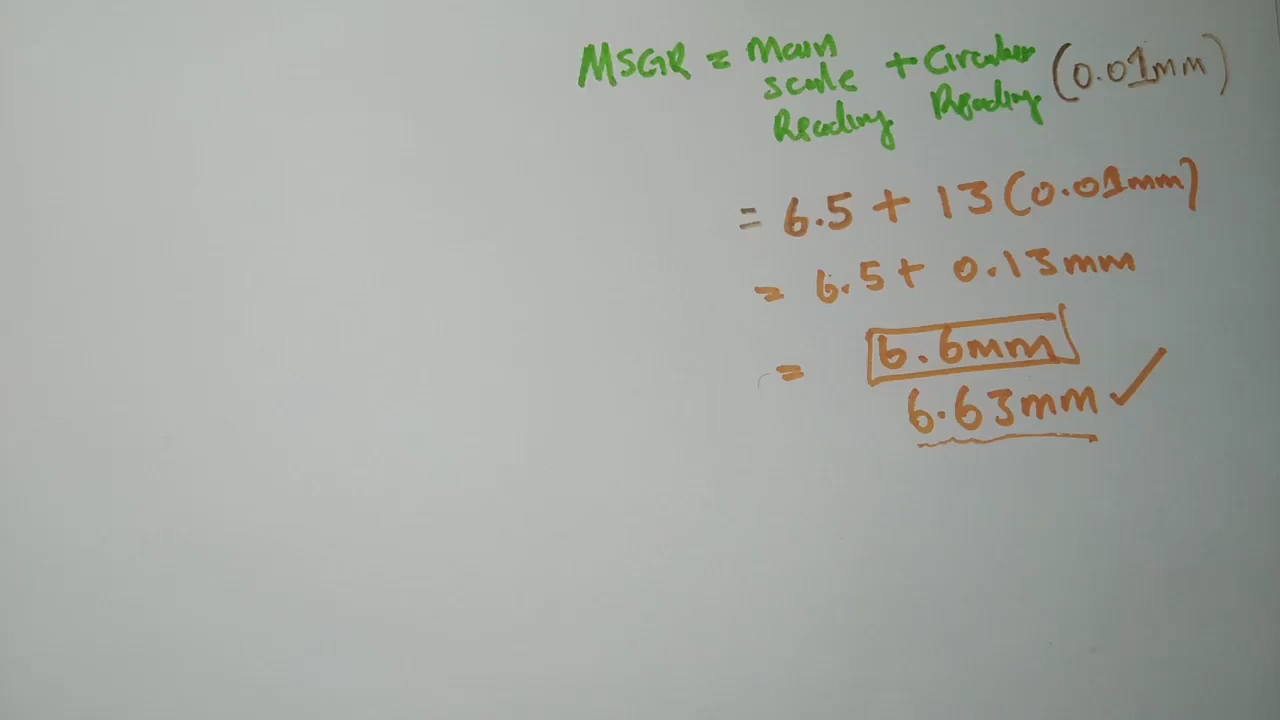 MSGR = Main + Circular (0.01mm)
scale Reading
Reading
= 6.5 + 13(0.01mm)
= 6.5 + 0.13mm
= 6.6mm
6.63mm ✓